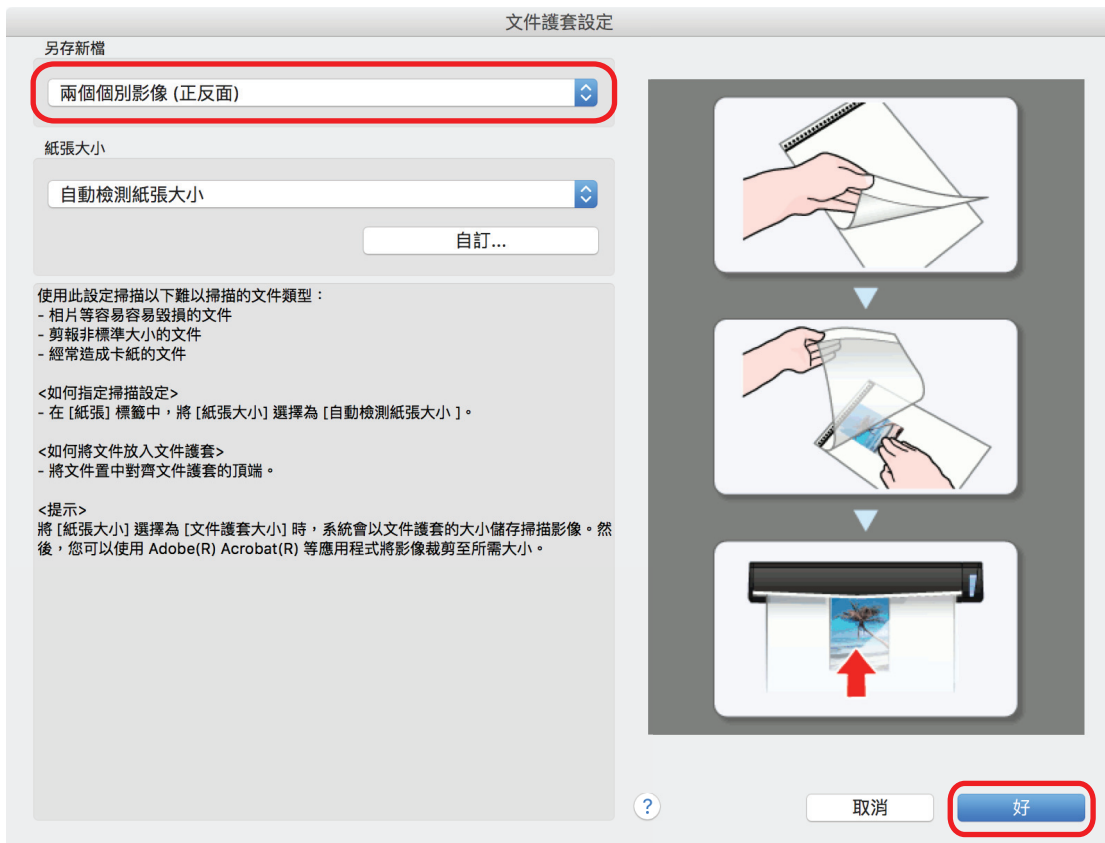 文件護套設定
另存新檔
兩個個別影像 (正反面)
紙張大小
自動檢測紙張大小
自訂...
使用此設定掃描以下難以掃描的文件類型：
- 相片等容易容易毀損的文件
- 剪報非標準大小的文件
- 經常造成卡紙的文件
<如何指定掃描設定>
- 在 [紙張] 標籤中，將 [紙張大小] 選擇為 [自動檢測紙張大小 ]。
<如何將文件放入文件護套>
- 將文件置中對齊文件護套的頂端。
<提示>
將 [紙張大小] 選擇為 [文件護套大小] 時，系統會以文件護套的大小儲存掃描影像。然
後，您可以使用 Adobe(R) Acrobat(R) 等應用程式將影像裁剪至所需大小。
?
取消
好